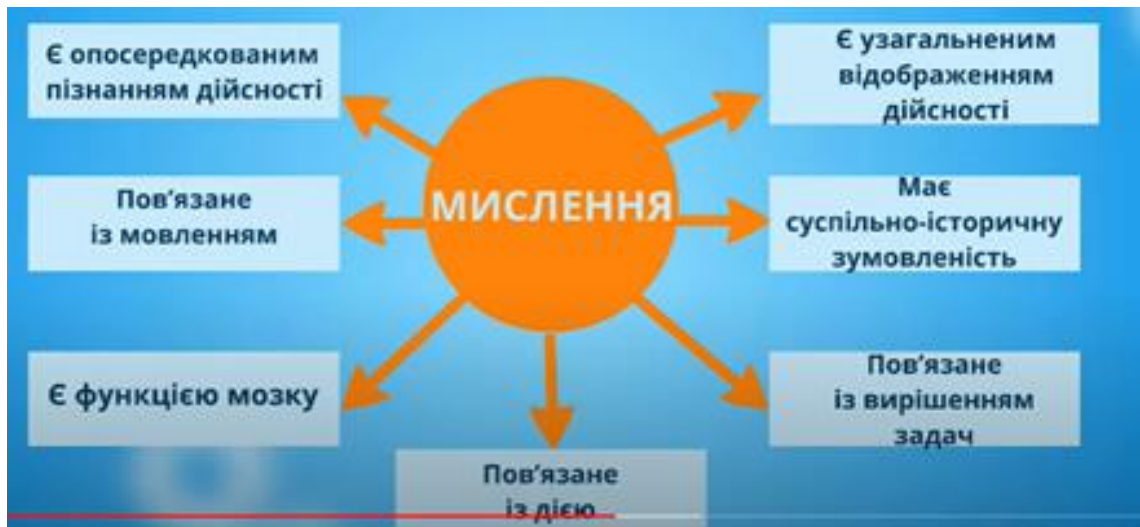 Є опосередкованим
пізнанням дійсності
Є узагальненим
відображенням
дійсності
МИСЛЕННЯ
Пов’язане
із мовленням
Має
суспільно-історичну
зумовленість
Є функцією мозку
Пов’язане
із вирішенням
задач
Пов’язане
із дією